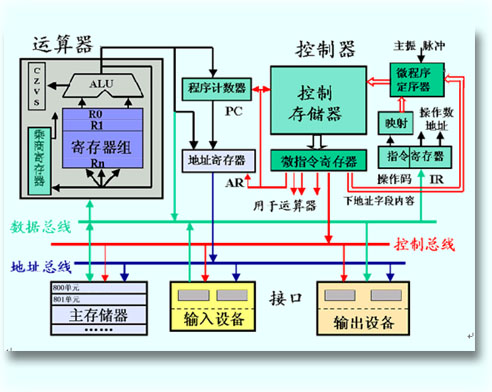 运算器
控制器
主振 脉冲
C
Z
V
S
ALU
程序计数器
PC
控制
存储器
微程序
定序器
R0
R1
寄存器组
Rn
乘商寄存器
映射
操作数
地址
地址寄存器
AR
微指令寄存器
指令寄存器
操作码
IR
用于运算器
下地址字段内容
数据总线
控制总线
地址总线
800单元
801单元
主存储器
……
输入设备
接口
输出设备